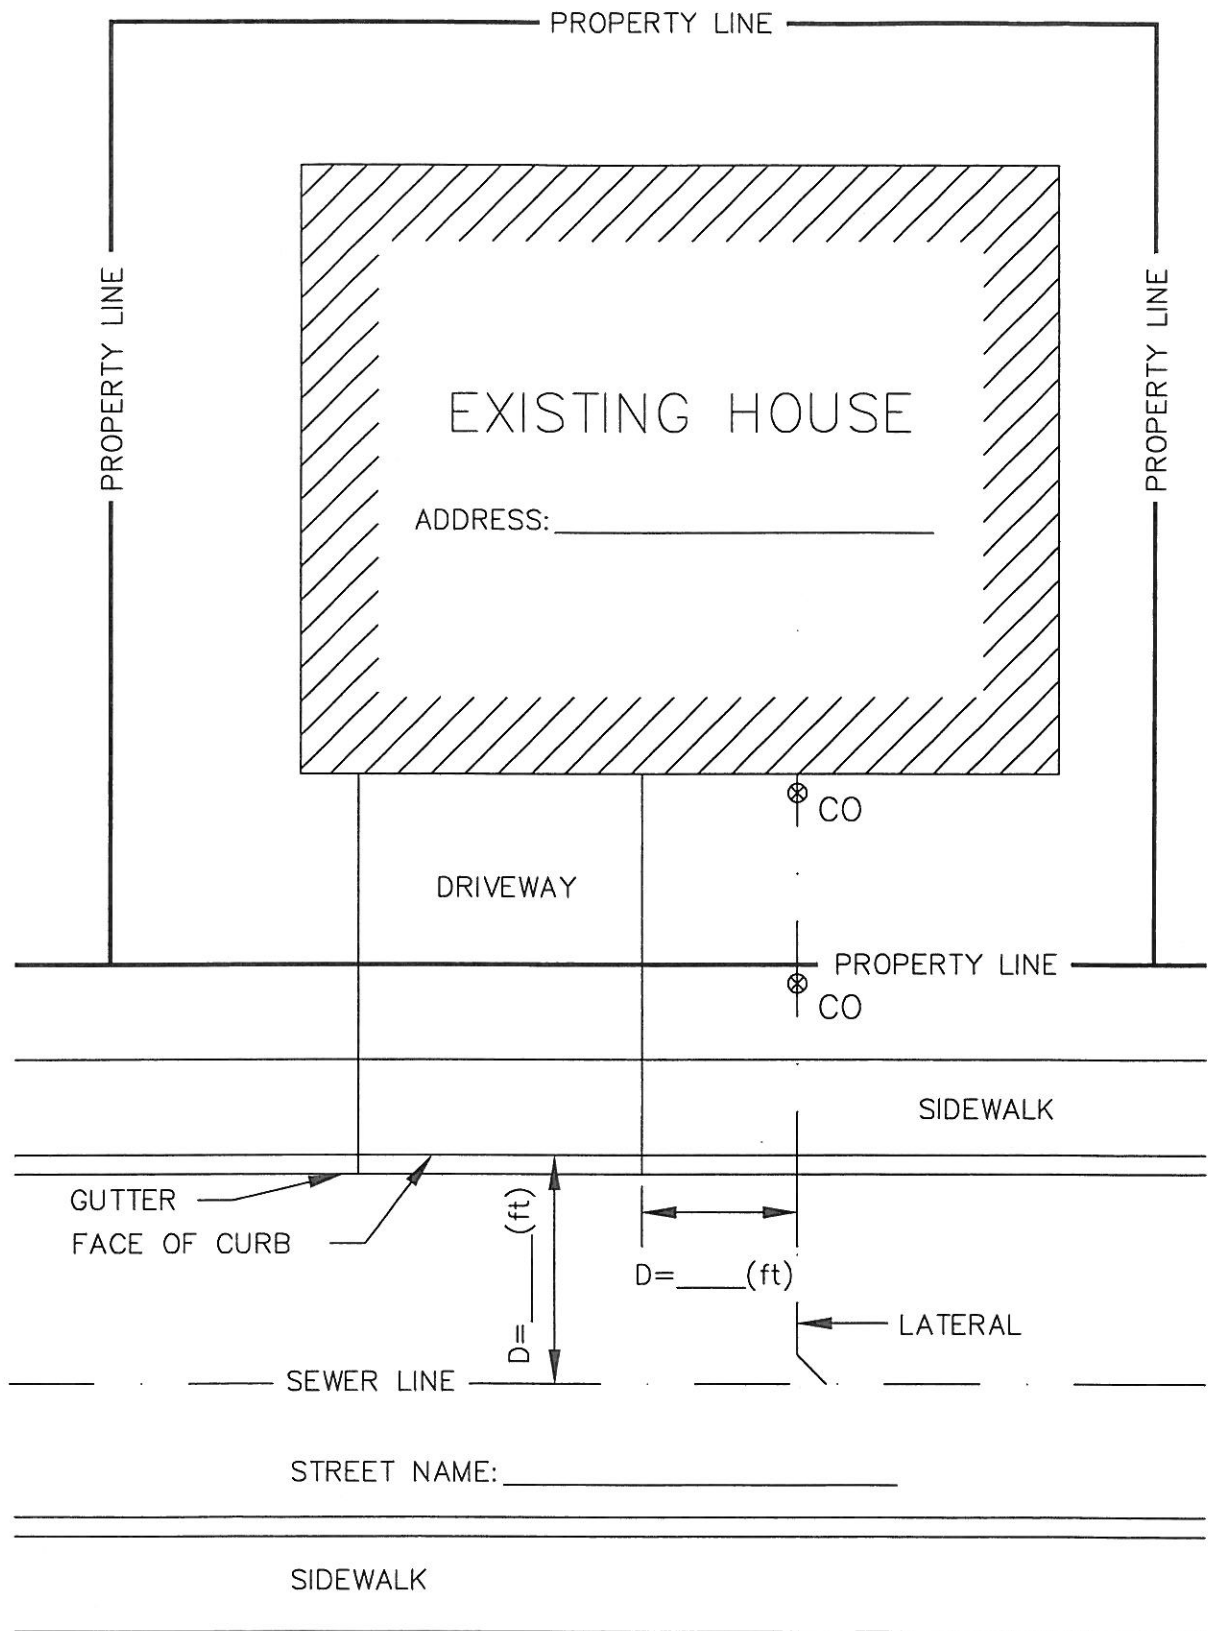 PROPERTY LINE
PROPERTY LINE
PROPERTY LINE
EXISTING HOUSE
ADDRESS:
CO
DRIVEWAY
PROPERTY LINE
CO
SIDEWALK
GUTTER
FACE OF CURB
D=____(ft)
D=____(ft)
LATERAL
SEWER LINE
STREET NAME:
SIDEWALK